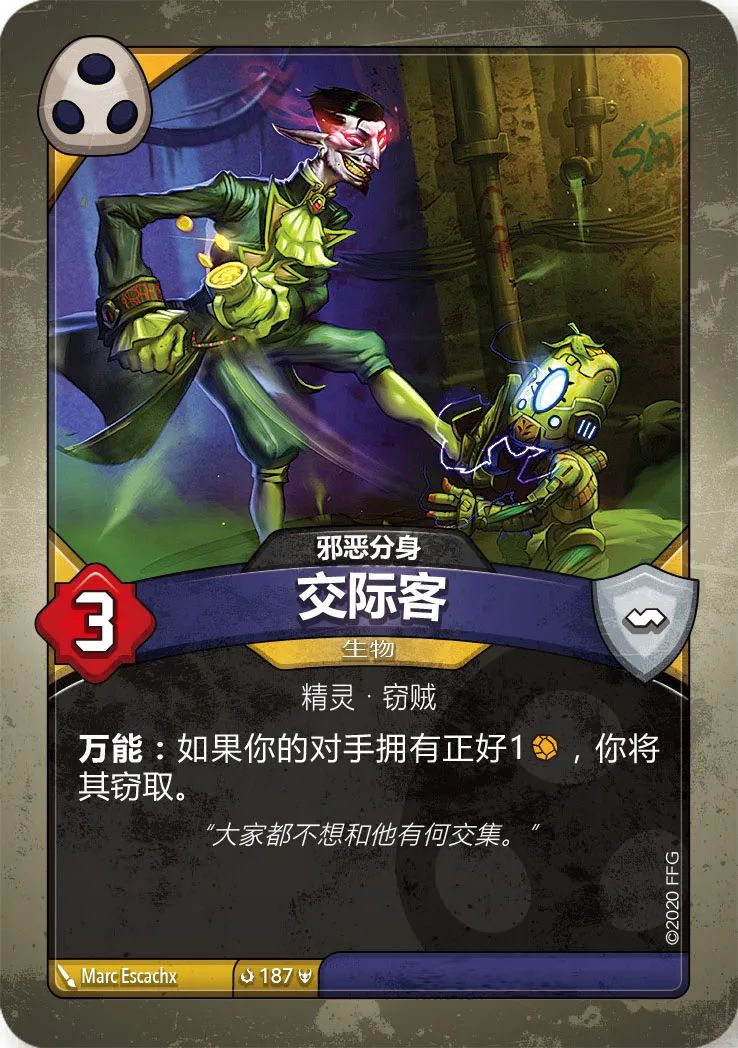 SA
邪恶分身
交际客
3
生物
精灵 · 窃贼
万能：如果你的对手拥有正好1 ，你将
其窃取。
“大家都不想和他有何交集。”
©2020 FFG
Marc Escachx
187